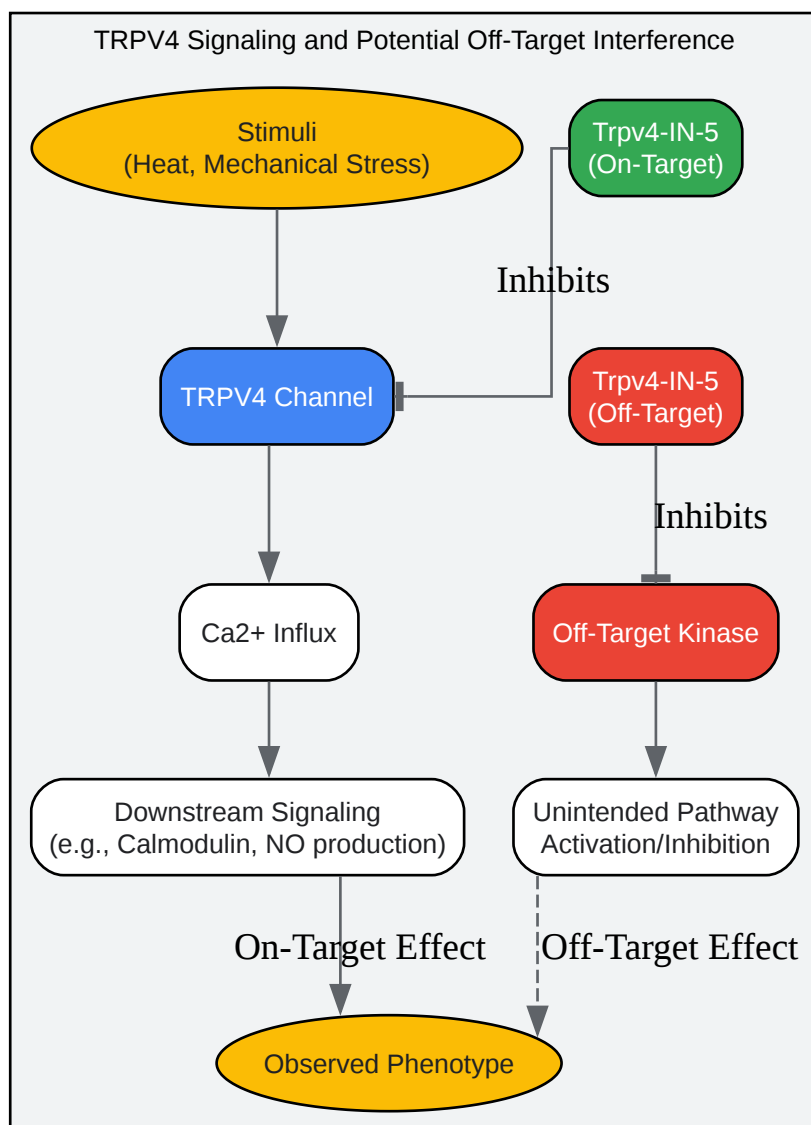 TRPV4 Signaling and Potential Off-Target Interference
Stimuli
(Heat, Mechanical Stress)
Trpv4-IN-5
(On-Target)
Inhibits
TRPV4 Channel
Trpv4-IN-5
(Off-Target)
Inhibits
Ca2+ Influx
Off-Target Kinase
Downstream Signaling
(e.g., Calmodulin, NO production)
Unintended Pathway
Activation/Inhibition
On-Target Effect
Off-Target Effect
Observed Phenotype